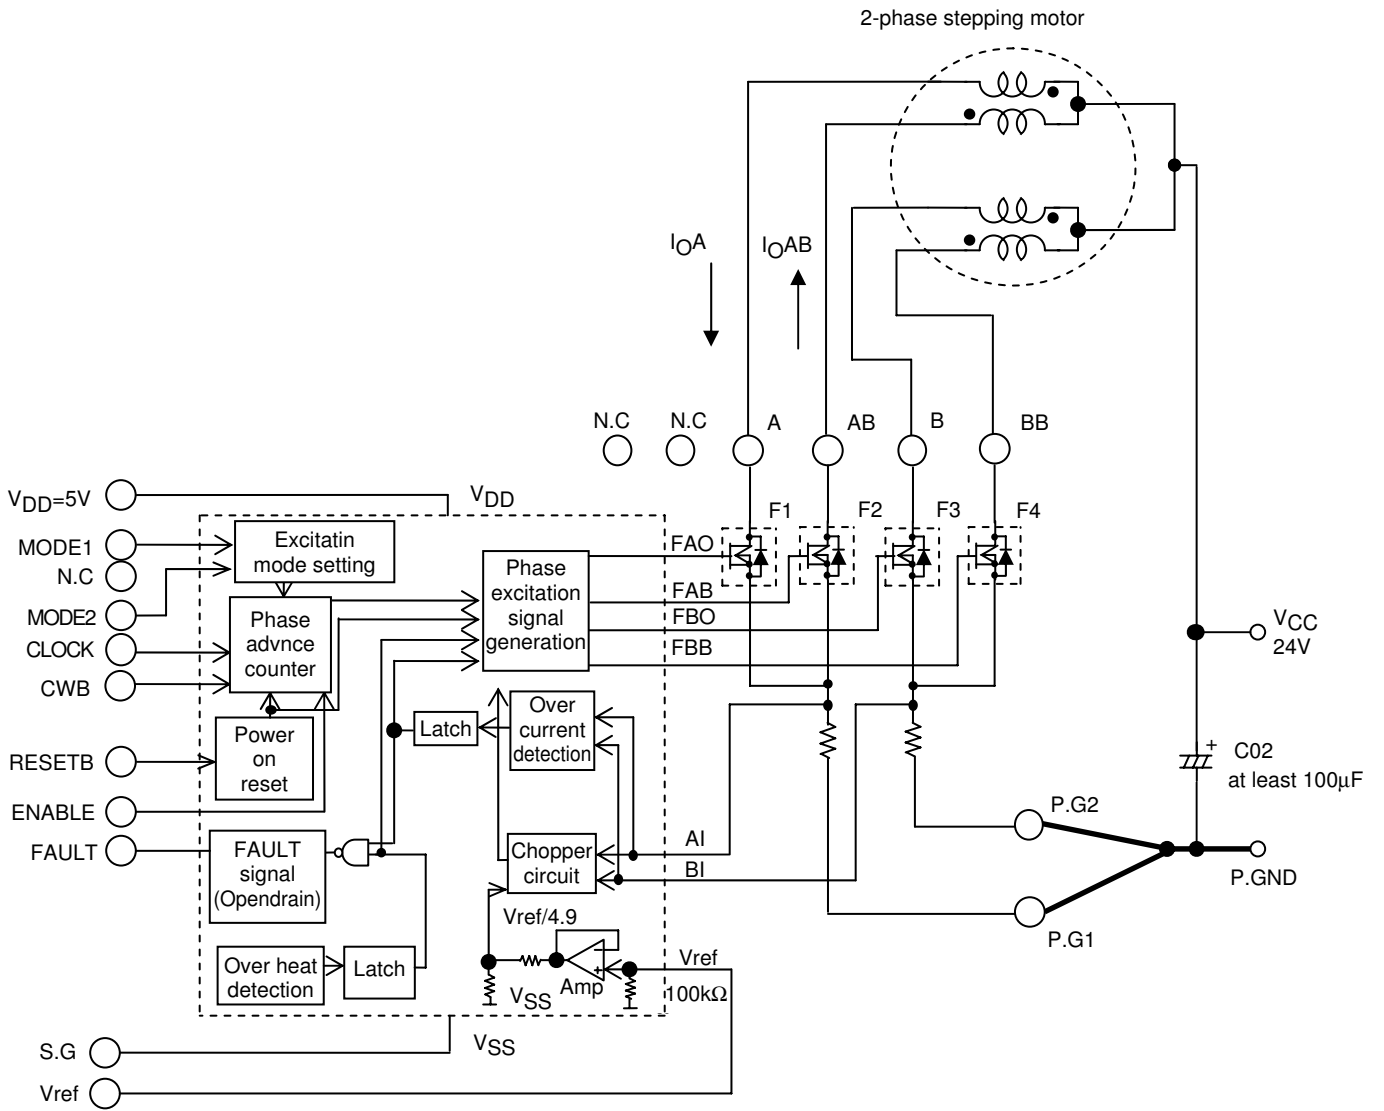 2-phase stepping motor
IOA
IOAB
N.C
N.C
A
AB
B
BB
VDD=5V
VDD
F1
F2
F3
F4
MODE1
N.C
MODE2
CLOCK
CWB
RESETB
ENABLE
FAULT
Excitatin
mode setting
Phase
advnce
counter
Power
on
reset
Phase
excitation
signal
generation
FAO
FAB
FBO
FBB
Latch
Over
current
detection
VCC
24V
+
C02
at least 100µF
P.G2
P.GND
P.G1
FAULT
signal
(Opendrain)
Chopper
circuit
AI
BI
Vref/4.9
Over heat
detection
Latch
VSS
Amp
−
+
Vref
100kΩ
VSS
S.G
Vref